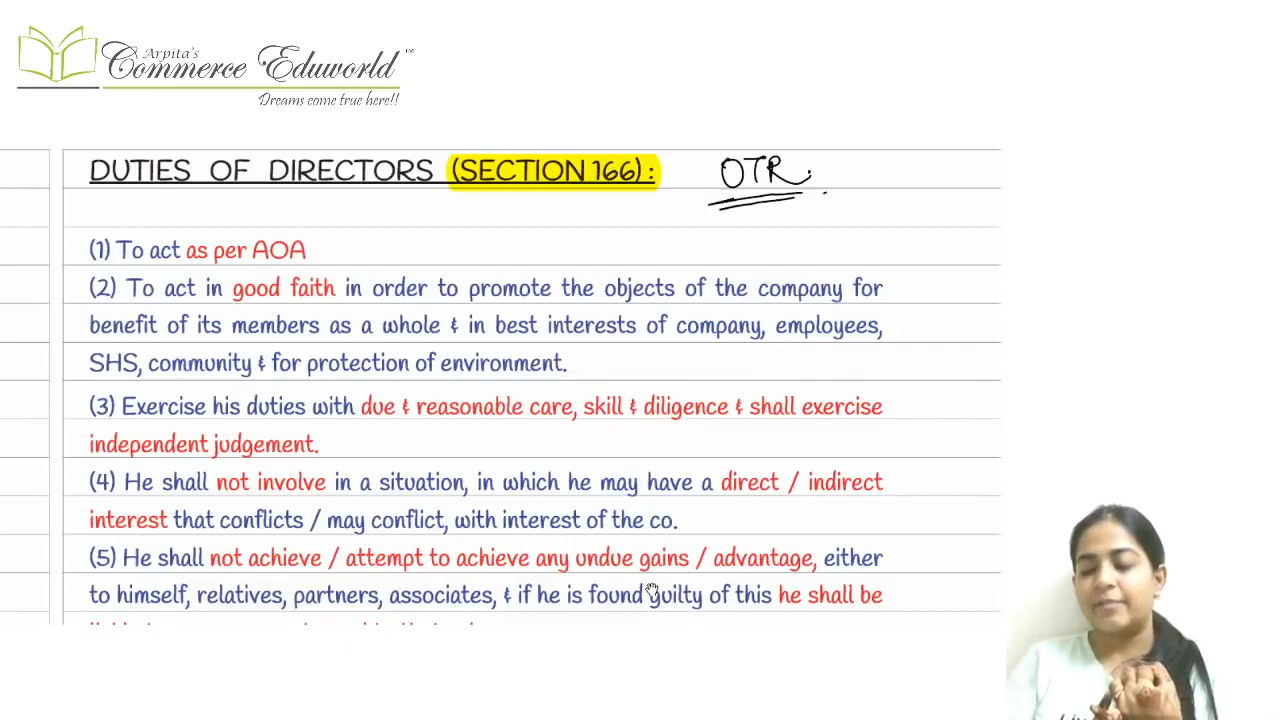 Arpita's
Commerce Eduworld™
Dreams come true here!!
DUTIES OF DIRECTORS (SECTION 166) : OTR.
(1) To act as per AOA
(2) To act in good faith in order to promote the objects of the company for
benefit of its members as a whole & in best interests of company, employees,
SHS, community & for protection of environment.
(3) Exercise his duties with due & reasonable care, skill & diligence & shall exercise
independent judgement.
(4) He shall not involve in a situation, in which he may have a direct / indirect
interest that conflicts / may conflict, with interest of the co.
(5) He shall not achieve / attempt to achieve any undue gains / advantage, either
to himself, relatives, partners, associates, & if he is found guilty of this he shall be